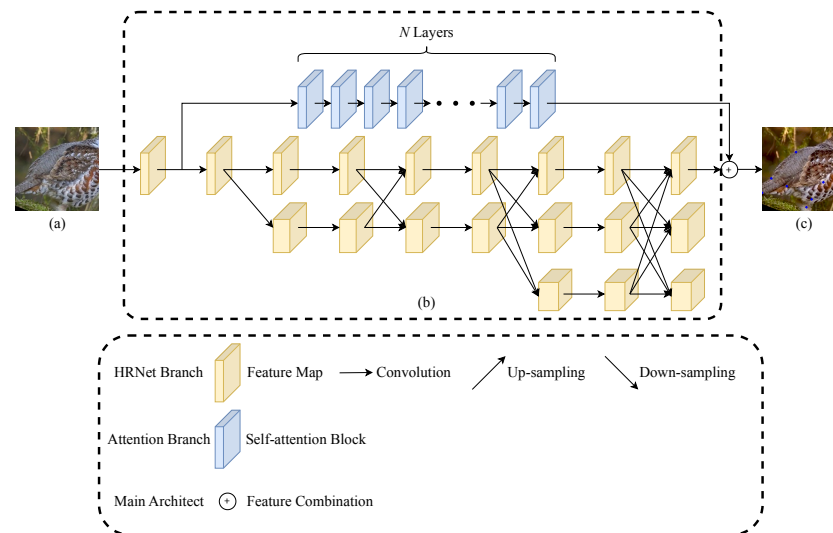 N Layers
(a)
(b)
(c)
HRNet Branch Feature Map Convolution Up-sampling Down-sampling
Attention Branch Self-attention Block
Main Architect + Feature Combination